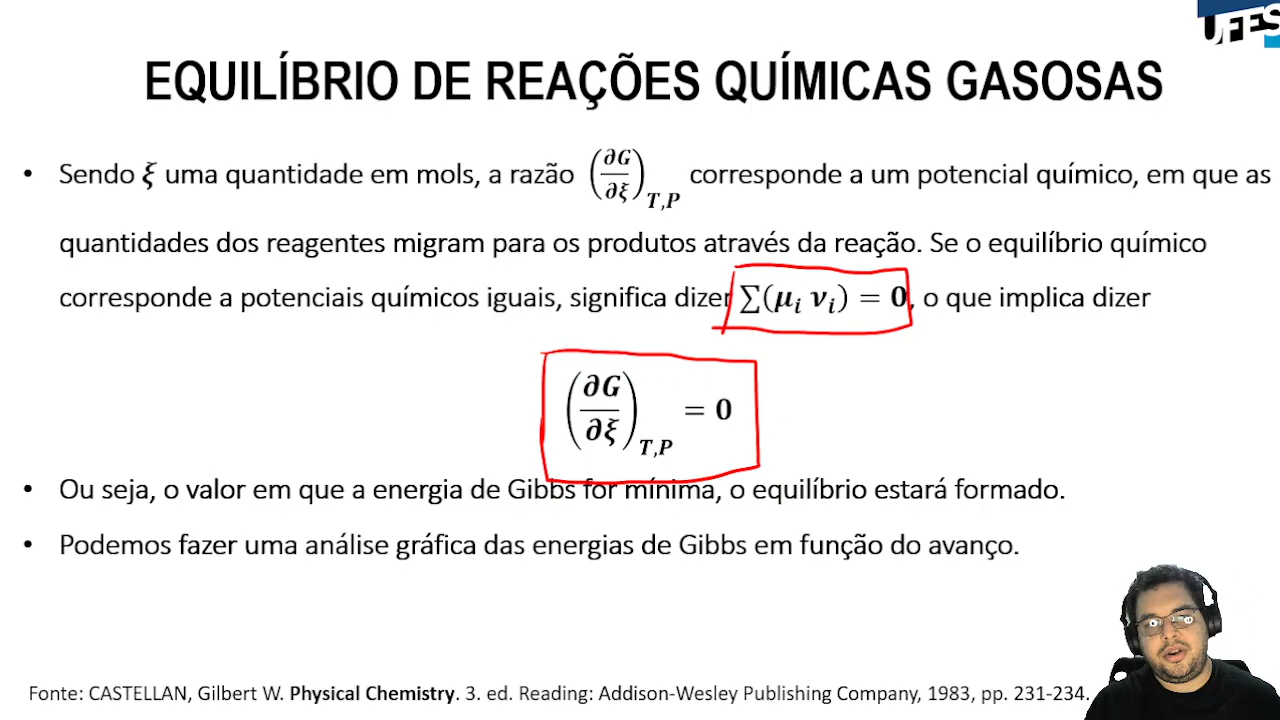 UFES
EQUILÍBRIO DE REAÇÕES QUÍMICAS GASOSAS
• Sendo ξ uma quantidade em mols, a razão (∂G/∂ξ)T,P corresponde a um potencial químico, em que as
quantidades dos reagentes migram para os produtos através da reação. Se o equilíbrio químico
corresponde a potenciais químicos iguais, significa dizer ∑(μi νi) = 0, o que implica dizer
(∂G/∂ξ)T,P = 0
• Ou seja, o valor em que a energia de Gibbs for mínima, o equilíbrio estará formado.
• Podemos fazer uma análise gráfica das energias de Gibbs em função do avanço.
Fonte: CASTELLAN, Gilbert W. Physical Chemistry. 3. ed. Reading: Addison-Wesley Publishing Company, 1983, pp. 231-234.